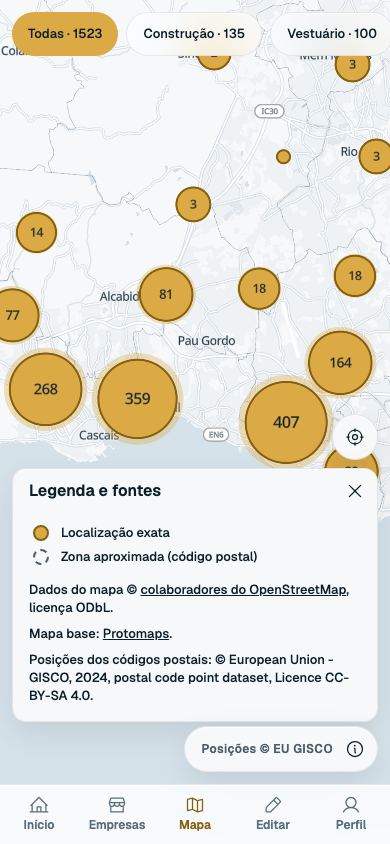 Todas · 1523
Construção · 135
Vestuário · 100
3
IC30
Rio
3
3
14
18
Alcabid
81
18
77
Pau Gordo
164
268
359
407
Cascais
EN6
Legenda e fontes
Localização exata
Zona aproximada (código postal)
Dados do mapa © colaboradores do OpenStreetMap,
licença ODbL.
Mapa base: Protomaps.
Posições dos códigos postais: © European Union -
GISCO, 2024, postal code point dataset, Licence CC-
BY-SA 4.0.
Posições © EU GISCO
Início
Empresas
Mapa
Editar
Perfil